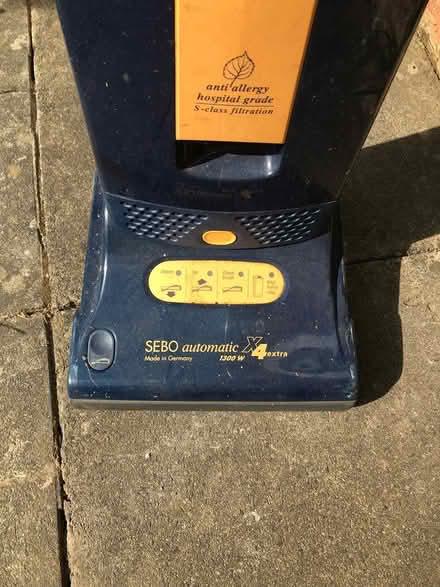 anti allergy
hospital grade
S-class filtration
SEBO automatic X4 extra
Made in Germany
1300 W